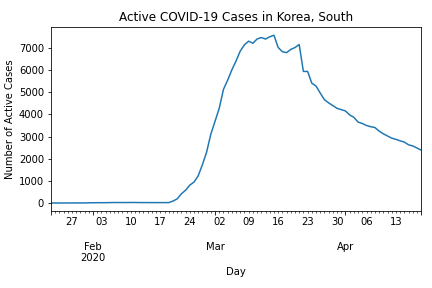 Active COVID-19 Cases in Korea, South
Number of Active Cases
7000
6000
5000
4000
3000
2000
1000
0
27 03 10 17 24 02 09 16 23 30 06 13
Feb Mar Apr
2020
Day